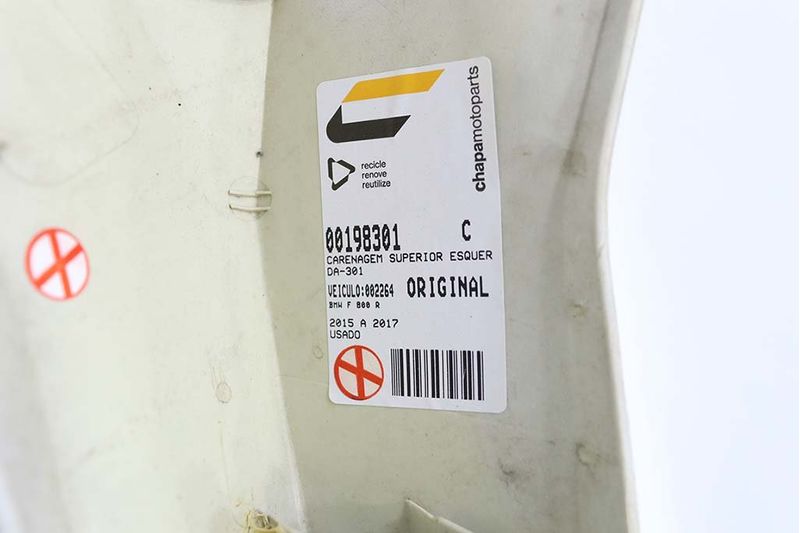 chapamotoparts
recicle
renove
reutilize
00198301 C
CARENAGEM SUPERIOR ESQUER
DA-301
VEICULO:002264 ORIGINAL
BMW F 800 R
2015 A 2017
USADO